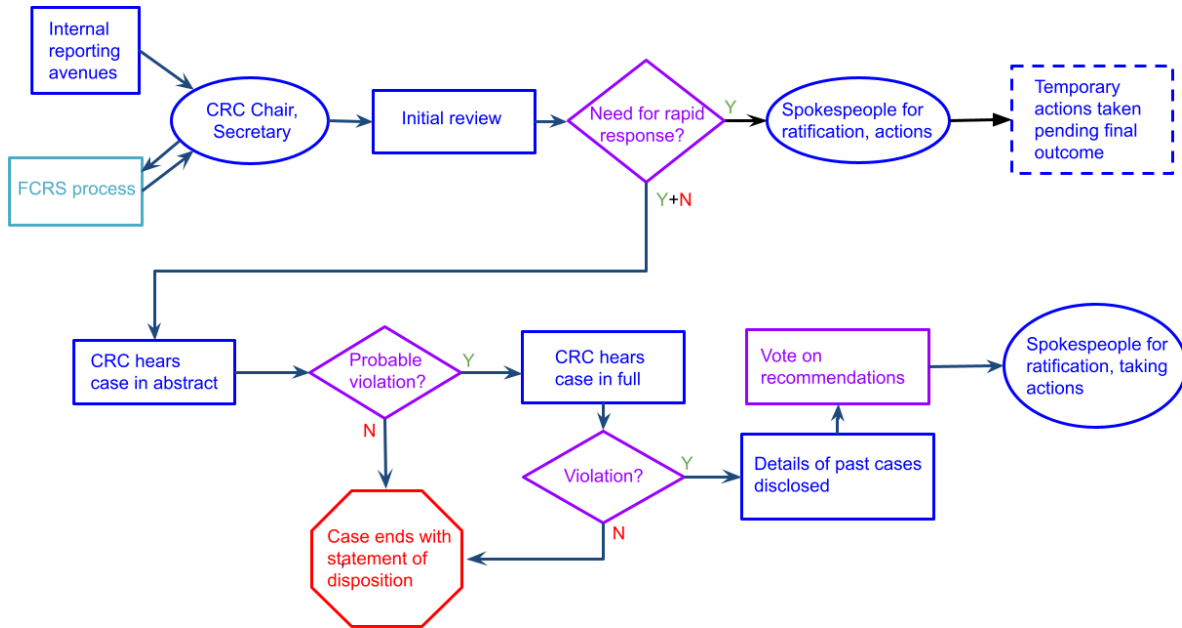 Internal
reporting
avenues
CRC Chair,
Secretary
FCRS process
Initial review
Need for rapid
response?
Y
Y+N
Spokespeople for
ratification, actions
Temporary
actions taken
pending final
outcome
CRC hears
case in abstract
Probable
violation?
Y
N
CRC hears
case in full
Violation?
Y
N
Case ends with
statement of
disposition
Details of past cases
disclosed
Vote on
recommendations
Spokespeople for
ratification, taking
actions